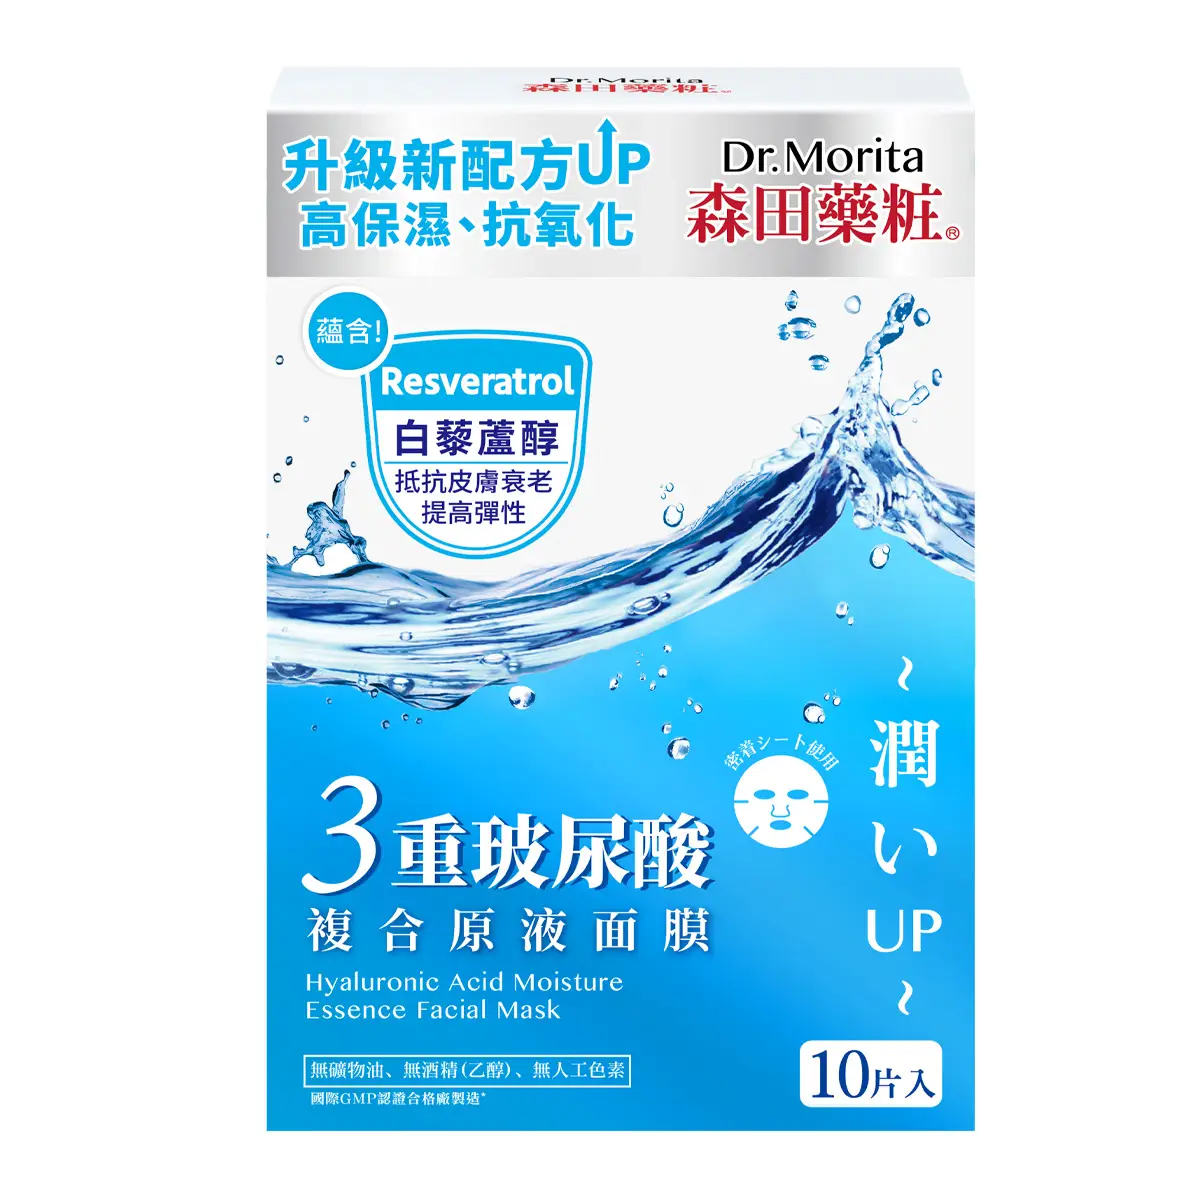 Dr.Morita
森田藥粧®
升級新配方UP
高保濕、抗氧化
Dr.Morita
森田藥粧®
蘊含!
Resveratrol
白藜蘆醇
抵抗皮膚衰老
提高彈性
密着シート使用
~潤いUP~
3重玻尿酸
複合原液面膜
Hyaluronic Acid Moisture
Essence Facial Mask
無礦物油、無酒精(乙醇)、無人工色素
國際GMP認證合格廠製造*
10片入